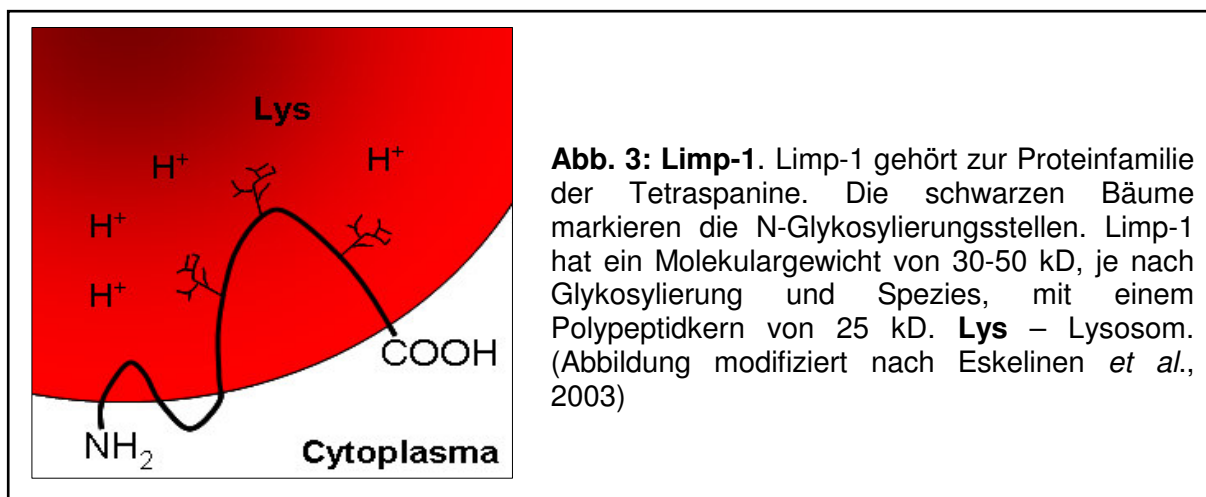 Lys
H+
H+
H+
H+
COOH
NH2
Cytoplasma
Abb. 3: Limp-1. Limp-1 gehört zur Proteinfamilie
der Tetraspanine. Die schwarzen Bäume
markieren die N-Glykosylierungsstellen. Limp-1
hat ein Molekulargewicht von 30-50 kD, je nach
Glykosylierung und Spezies, mit einem
Polypeptidkern von 25 kD. Lys – Lysosom.
(Abbildung modifiziert nach Eskelinen et al.,
2003)